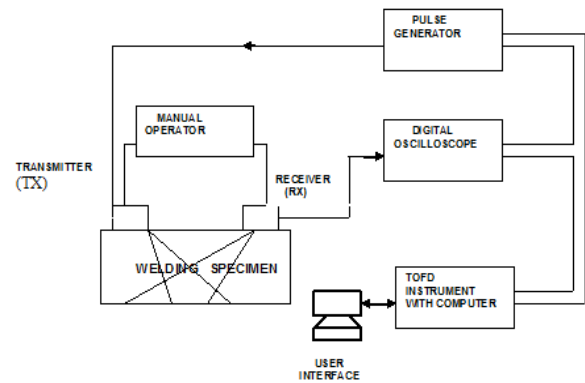 PULSE
GENERATOR
MANUAL
OPERATOR
DIGITAL
OSCILLOSCOPE
TRANSMITTER
(TX)
RECEIVER
(RX)
WELDING SPECIMEN
TOFD
INSTRUMENT
WITH COMPUTER
USER
INTERFACE